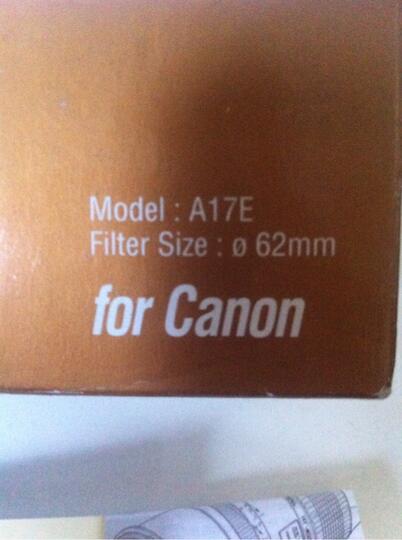 Model : A17E
Filter Size : ø 62mm
for Canon